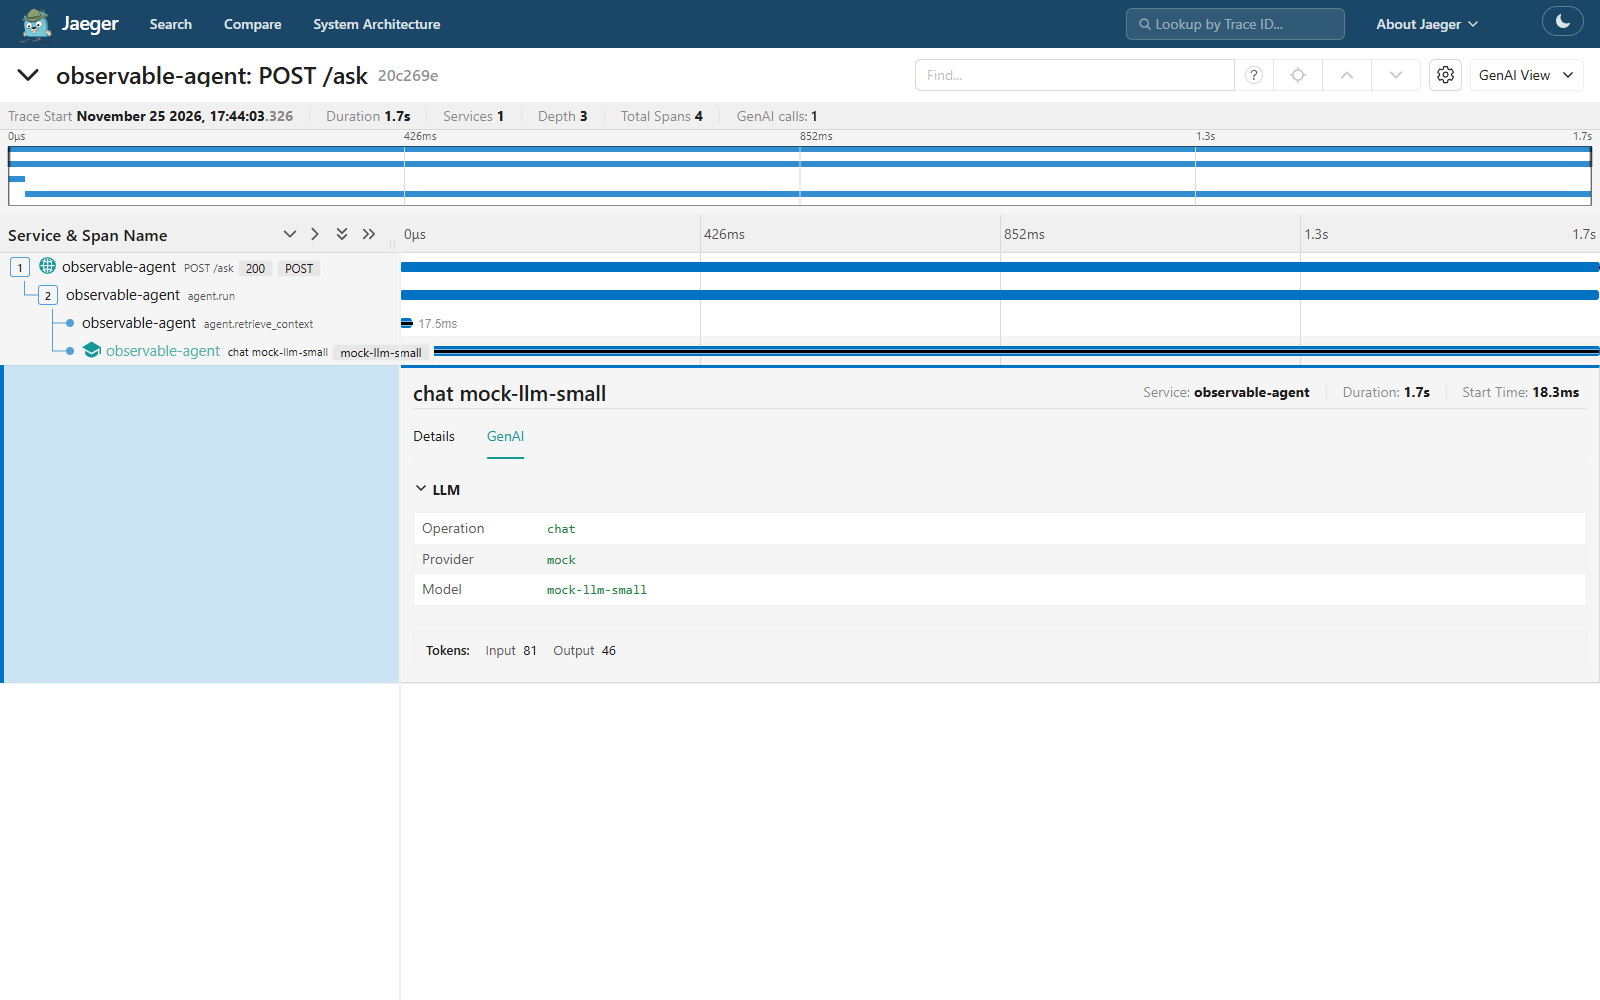 Jaeger Search Compare System Architecture Lookup by Trace ID... About Jaeger
observable-agent: POST /ask 20c269e Find... ? GenAI View
Trace Start November 25 2026, 17:44:03.326 Duration 1.7s Services 1 Depth 3 Total Spans 4 GenAI calls: 1
0μs 426ms 852ms 1.3s 1.7s
Service & Span Name 0μs 426ms 852ms 1.3s 1.7s
1 observable-agent POST /ask 200 POST
2 observable-agent agent.run
observable-agent agent.retrieve_context 17.5ms
observable-agent chat mock-llm-small mock-llm-small
chat mock-llm-small Service: observable-agent Duration: 1.7s Start Time: 18.3ms
Details GenAI
LLM
Operation chat
Provider mock
Model mock-llm-small
Tokens: Input 81 Output 46